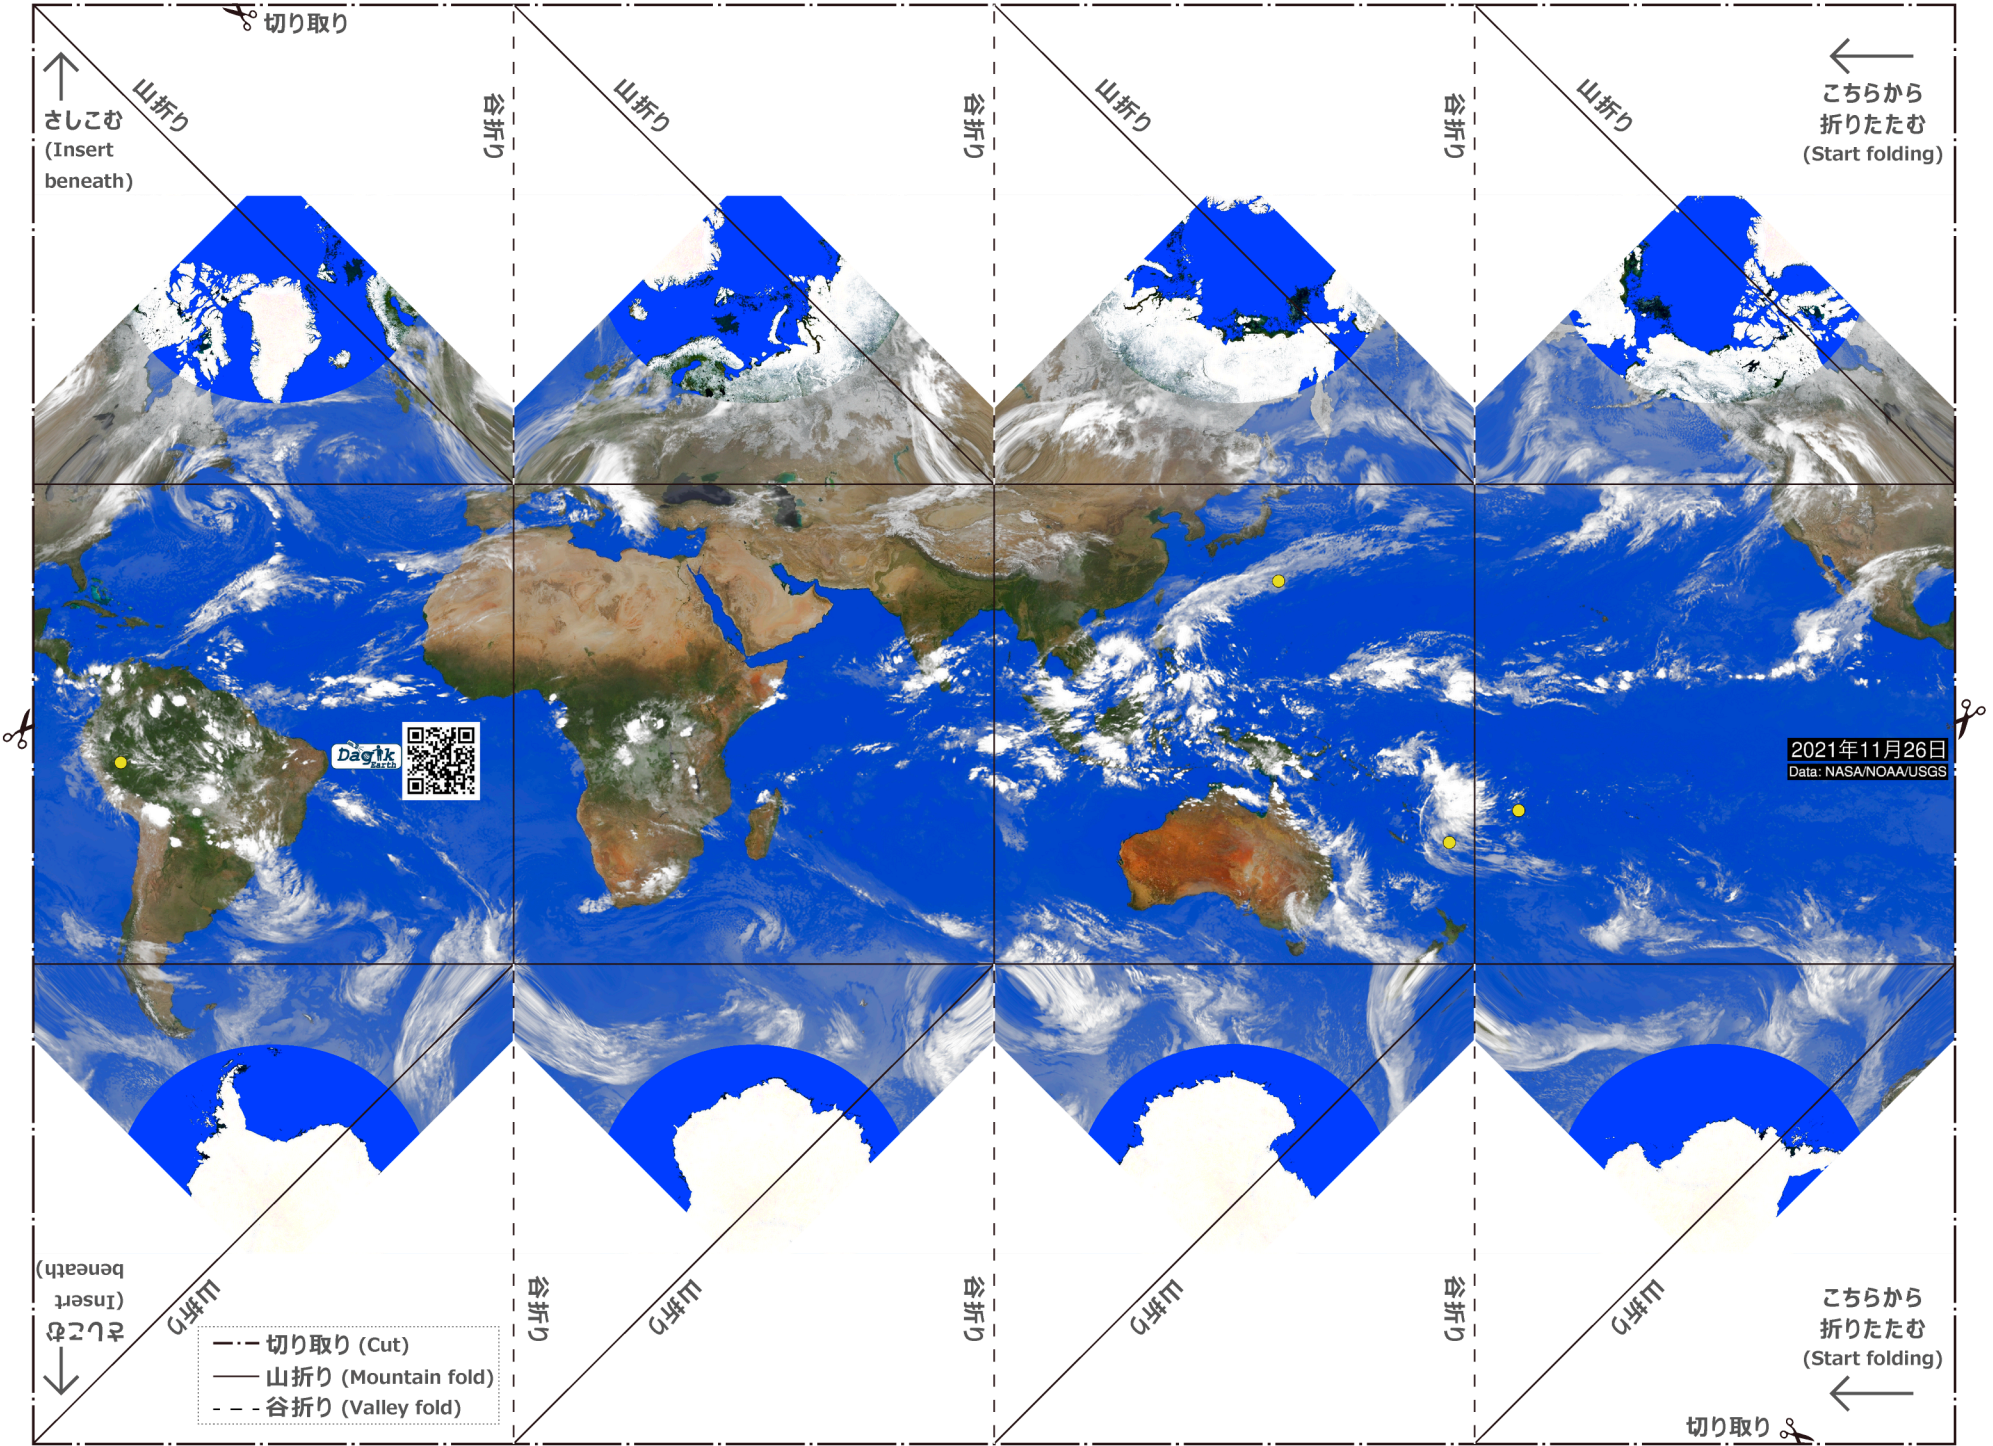 切り取り
さしこむ
(Insert
beneath)
山折り
谷折り
山折り
谷折り
山折り
谷折り
山折り
こちらから
折りたたむ
(Start folding)
Dagik
Earth
2021年11月26日
Data: NASA/NOAA/USGS
さしこむ
(Insert
beneath)
山折り
谷折り
山折り
谷折り
山折り
谷折り
山折り
こちらから
折りたたむ
(Start folding)
切り取り (Cut)
山折り (Mountain fold)
谷折り (Valley fold)
切り取り